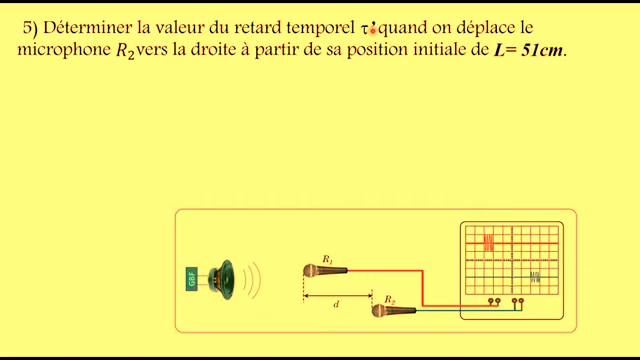 5) Déterminer la valeur du retard temporel τ' quand on déplace le
microphone R₂ vers la droite à partir de sa position initiale de L= 51cm.
R₁
GBF
R₂
d